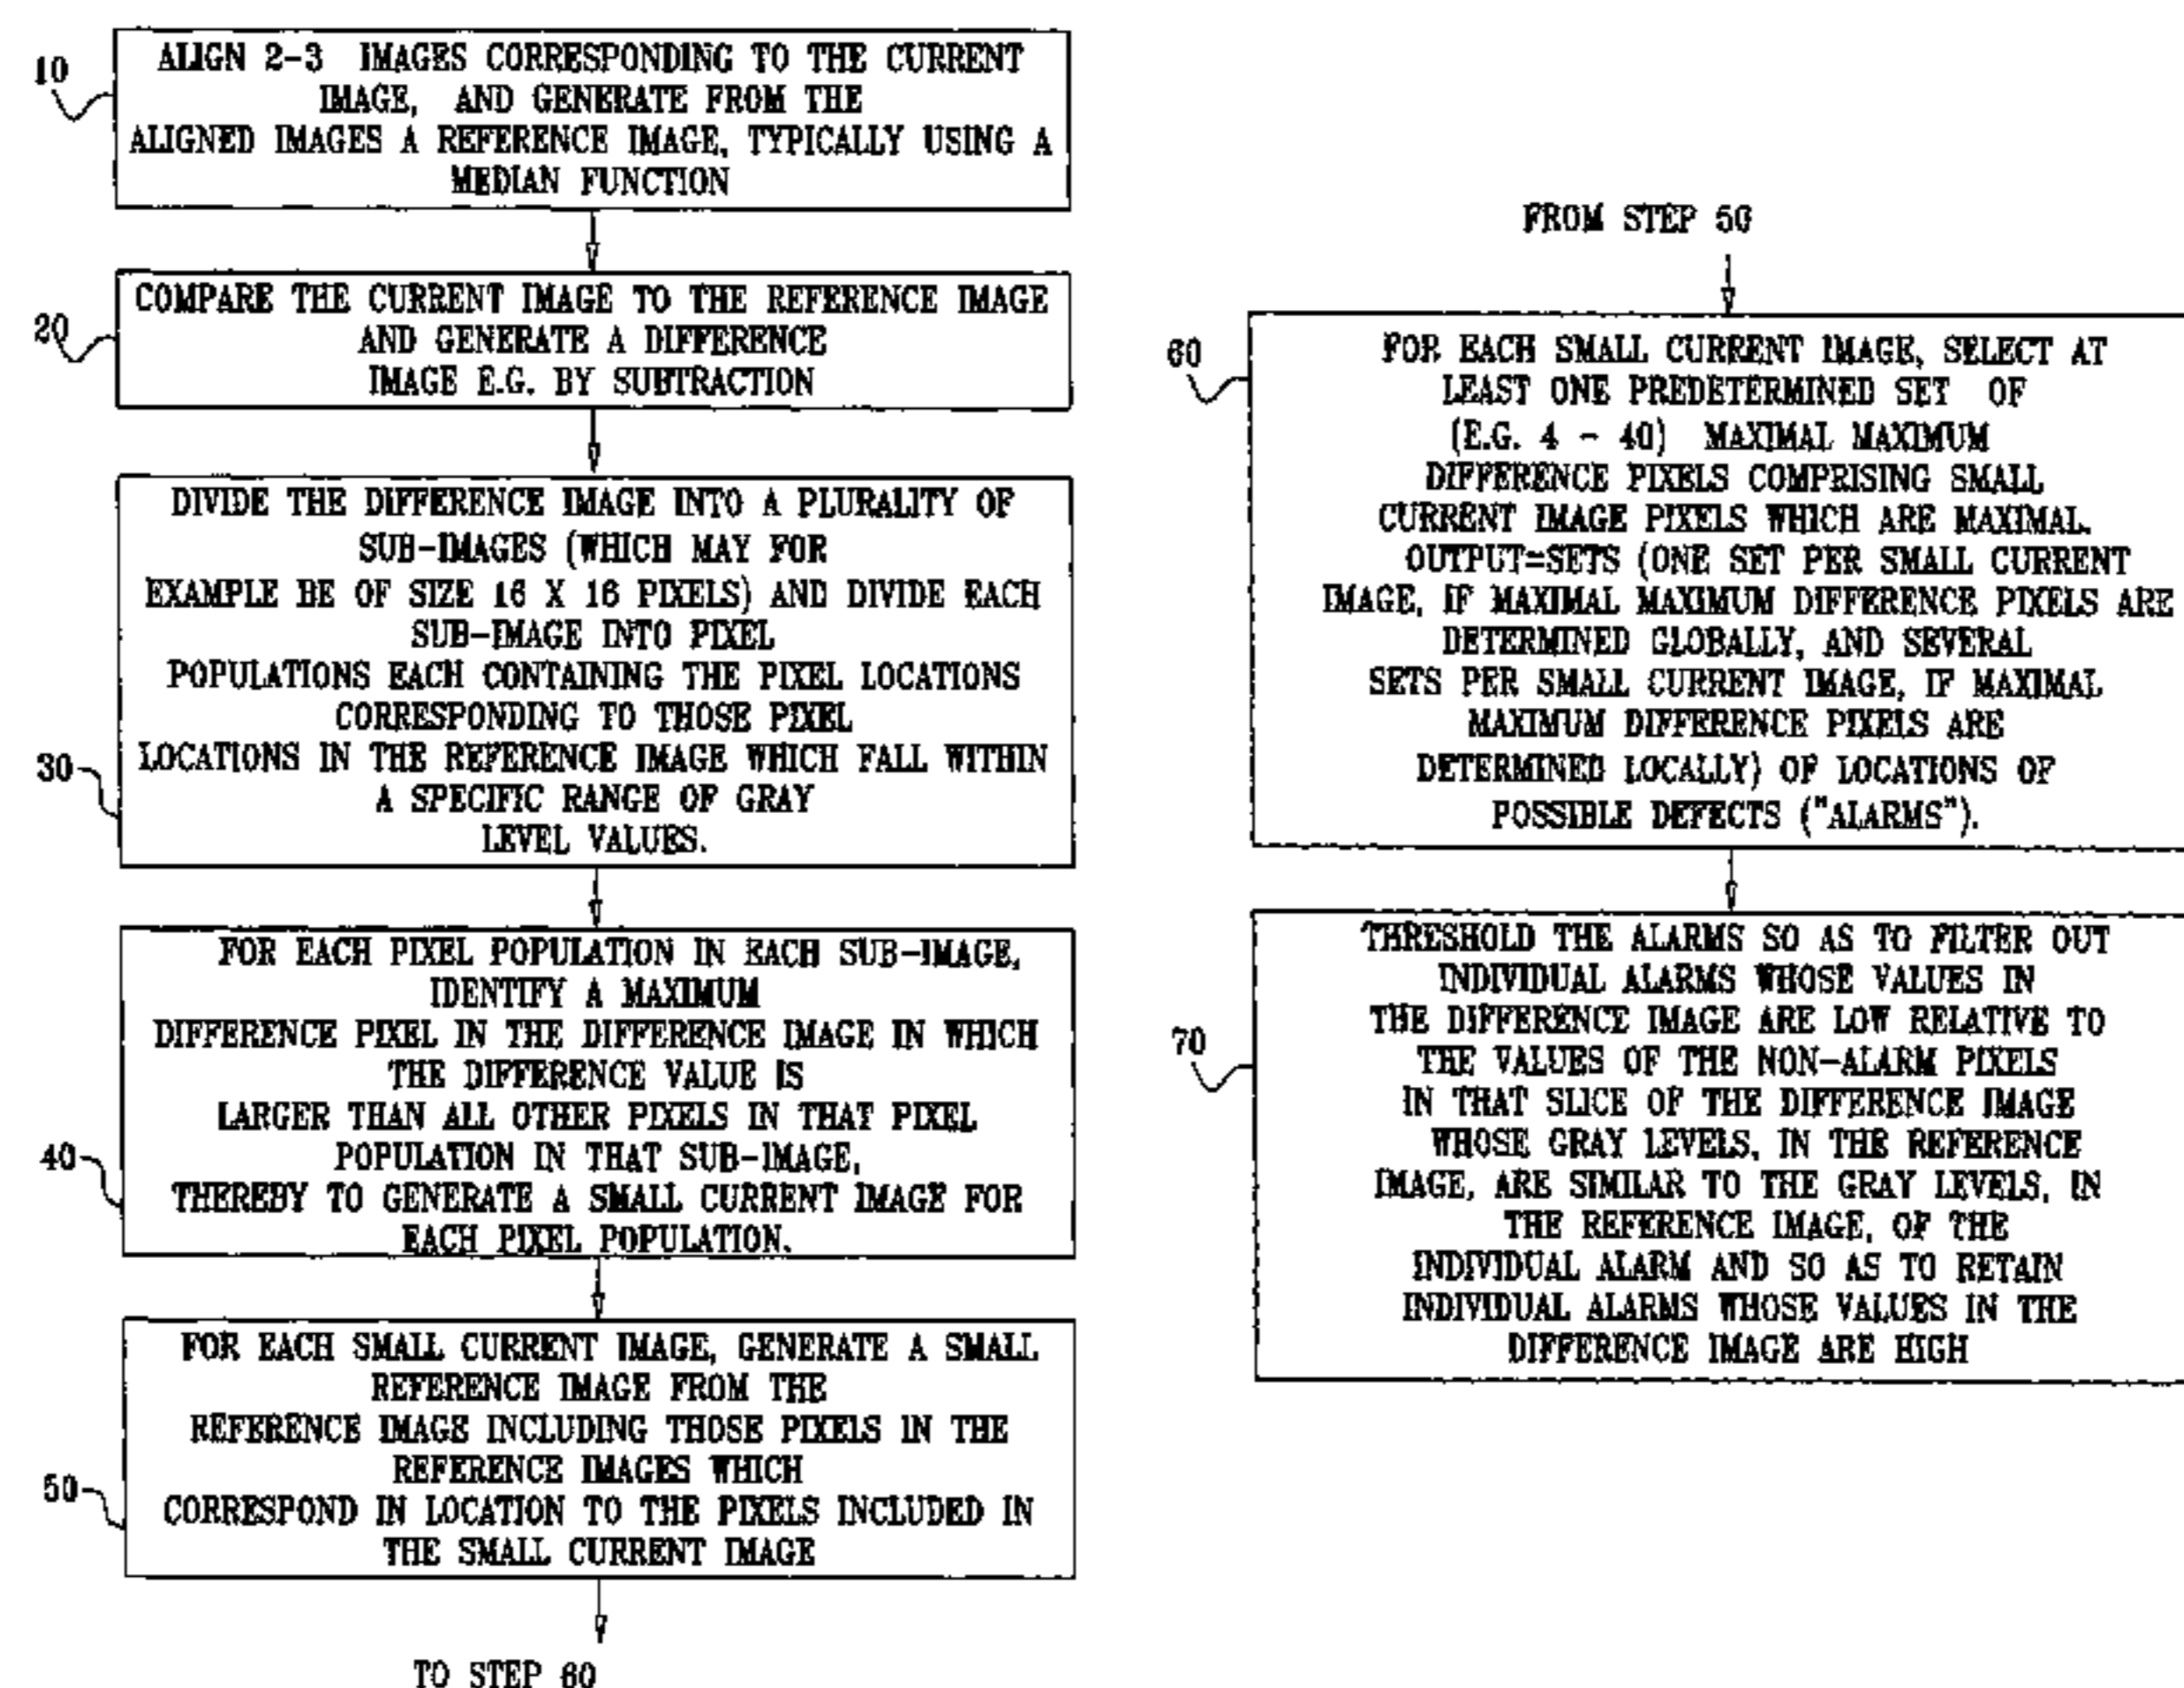 10
ALIGN 2-3 IMAGES CORRESPONDING TO THE CURRENT
IMAGE, AND GENERATE FROM THE
ALIGNED IMAGES A REFERENCE IMAGE, TYPICALLY USING A
MEDIAN FUNCTION
20
COMPARE THE CURRENT IMAGE TO THE REFERENCE IMAGE
AND GENERATE A DIFFERENCE
IMAGE E.G. BY SUBTRACTION
30
DIVIDE THE DIFFERENCE IMAGE INTO A PLURALITY OF
SUB-IMAGES (WHICH MAY FOR
EXAMPLE BE OF SIZE 16 X 16 PIXELS) AND DIVIDE EACH
SUB-IMAGE INTO PIXEL
POPULATIONS EACH CONTAINING THE PIXEL LOCATIONS
CORRESPONDING TO THOSE PIXEL
LOCATIONS IN THE REFERENCE IMAGE WHICH FALL WITHIN
A SPECIFIC RANGE OF GRAY
LEVEL VALUES.
40
FOR EACH PIXEL POPULATION IN EACH SUB-IMAGE,
IDENTIFY A MAXIMUM
DIFFERENCE PIXEL IN THE DIFFERENCE IMAGE IN WHICH
THE DIFFERENCE VALUE IS
LARGER THAN ALL OTHER PIXELS IN THAT PIXEL
POPULATION IN THAT SUB-IMAGE,
THEREBY TO GENERATE A SMALL CURRENT IMAGE FOR
EACH PIXEL POPULATION.
50
FOR EACH SMALL CURRENT IMAGE, GENERATE A SMALL
REFERENCE IMAGE FROM THE
REFERENCE IMAGE INCLUDING THOSE PIXELS IN THE
REFERENCE IMAGES WHICH
CORRESPOND IN LOCATION TO THE PIXELS INCLUDED IN
THE SMALL CURRENT IMAGE
TO STEP 60
FROM STEP 50
60
FOR EACH SMALL CURRENT IMAGE, SELECT AT
LEAST ONE PREDETERMINED SET OF
(E.G. 4 - 40) MAXIMAL MAXIMUM
DIFFERENCE PIXELS COMPRISING SMALL
CURRENT IMAGE PIXELS WHICH ARE MAXIMAL.
OUTPUT=SETS (ONE SET PER SMALL CURRENT
IMAGE, IF MAXIMAL MAXIMUM DIFFERENCE PIXELS ARE
DETERMINED GLOBALLY, AND SEVERAL
SETS PER SMALL CURRENT IMAGE, IF MAXIMAL
MAXIMUM DIFFERENCE PIXELS ARE
DETERMINED LOCALLY) OF LOCATIONS OF
POSSIBLE DEFECTS ("ALARMS").
70
THRESHOLD THE ALARMS SO AS TO FILTER OUT
INDIVIDUAL ALARMS WHOSE VALUES IN
THE DIFFERENCE IMAGE ARE LOW RELATIVE TO
THE VALUES OF THE NON-ALARM PIXELS
IN THAT SLICE OF THE DIFFERENCE IMAGE
WHOSE GRAY LEVELS, IN THE REFERENCE
IMAGE, ARE SIMILAR TO THE GRAY LEVELS, IN
THE REFERENCE IMAGE, OF THE
INDIVIDUAL ALARM AND SO AS TO RETAIN
INDIVIDUAL ALARMS WHOSE VALUES IN THE
DIFFERENCE IMAGE ARE HIGH